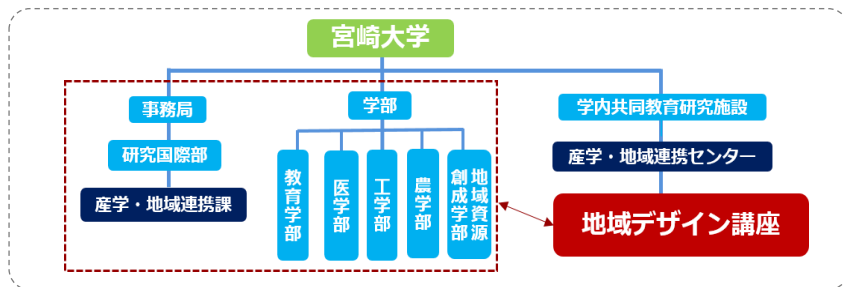 宮崎大学
事務局
学部
学内共同教育研究施設
研究国際部
産学・地域連携センター
産学・地域連携課
教育学部
医学部
工学部
農学部
地域資源
創成学部
地域デザイン講座